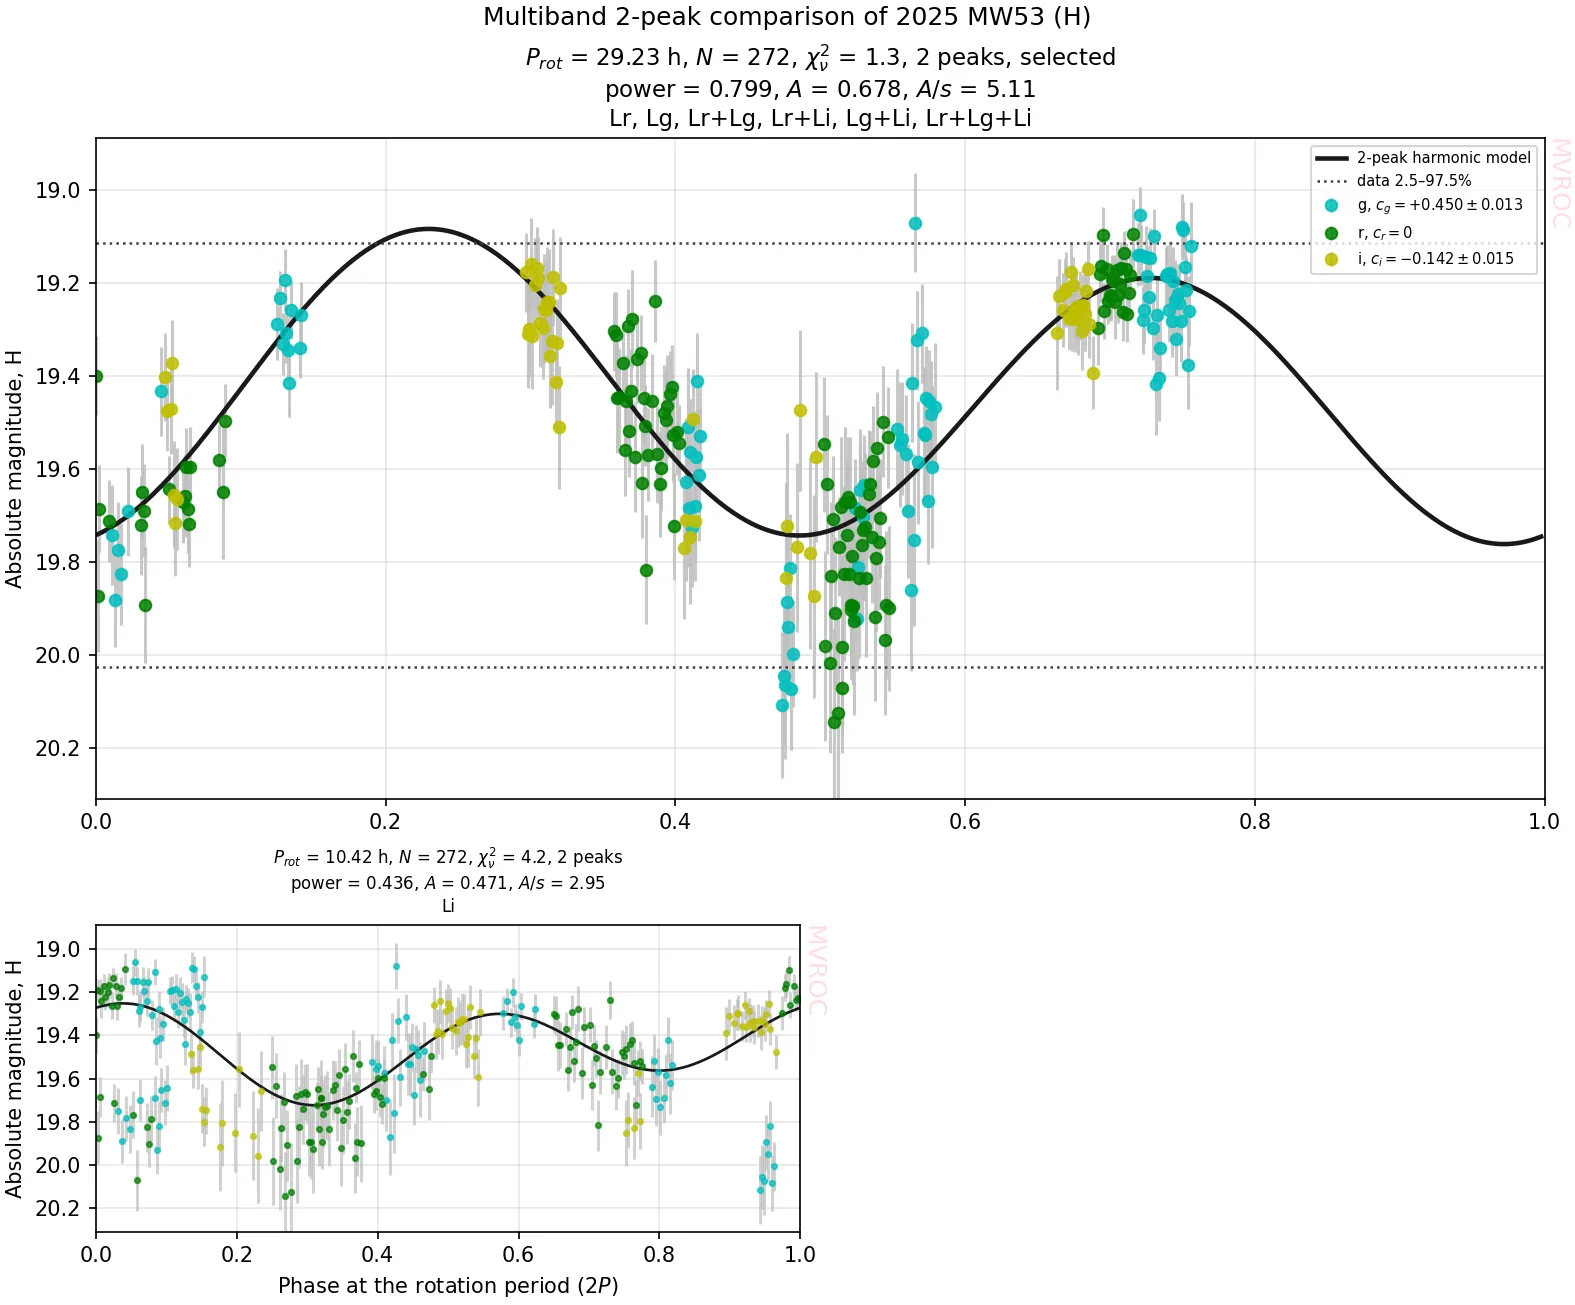 Multiband 2-peak comparison of 2025 MW53 (H)
P_rot = 29.23 h, N = 272, χ²_ν = 1.3, 2 peaks, selected
power = 0.799, A = 0.678, A/s = 5.11
Lr, Lg, Lr+Lg, Lr+Li, Lg+Li, Lr+Lg+Li
2-peak harmonic model
data 2.5–97.5%
g, c_g = +0.450 ± 0.013
r, c_r = 0
i, c_i = −0.142 ± 0.015
MVROC
Absolute magnitude, H
19.0
19.2
19.4
19.6
19.8
20.0
20.2
0.0 0.2 0.4 0.6 0.8 1.0
P_rot = 10.42 h, N = 272, χ²_ν = 4.2, 2 peaks
power = 0.436, A = 0.471, A/s = 2.95
Li
MVROC
Absolute magnitude, H
19.0
19.2
19.4
19.6
19.8
20.0
20.2
0.0 0.2 0.4 0.6 0.8 1.0
Phase at the rotation period (2P)